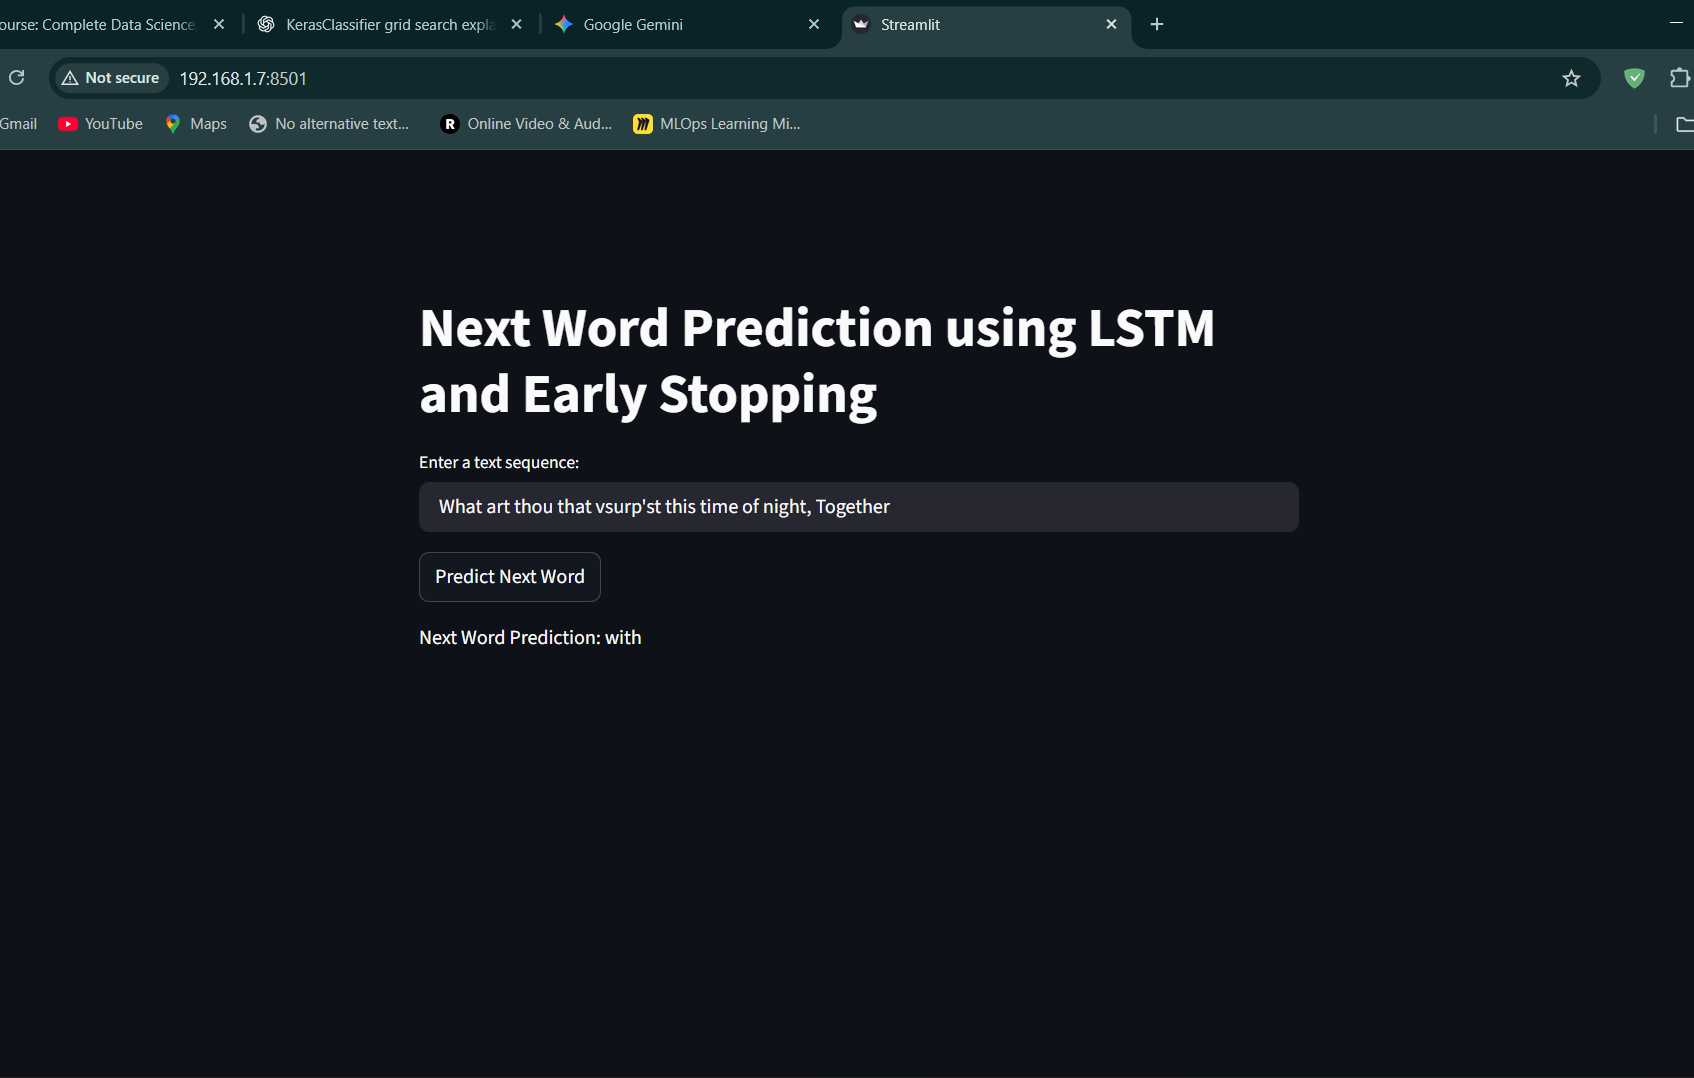 ourse: Complete Data Science,
KerasClassifier grid search expla
Google Gemini
Streamlit
Not secure
192.168.1.7:8501
Gmail
YouTube
Maps
No alternative text...
Online Video & Aud...
MLOps Learning Mi...
Next Word Prediction using LSTM
and Early Stopping
Enter a text sequence:
What art thou that vsurp'st this time of night, Together
Predict Next Word
Next Word Prediction: with